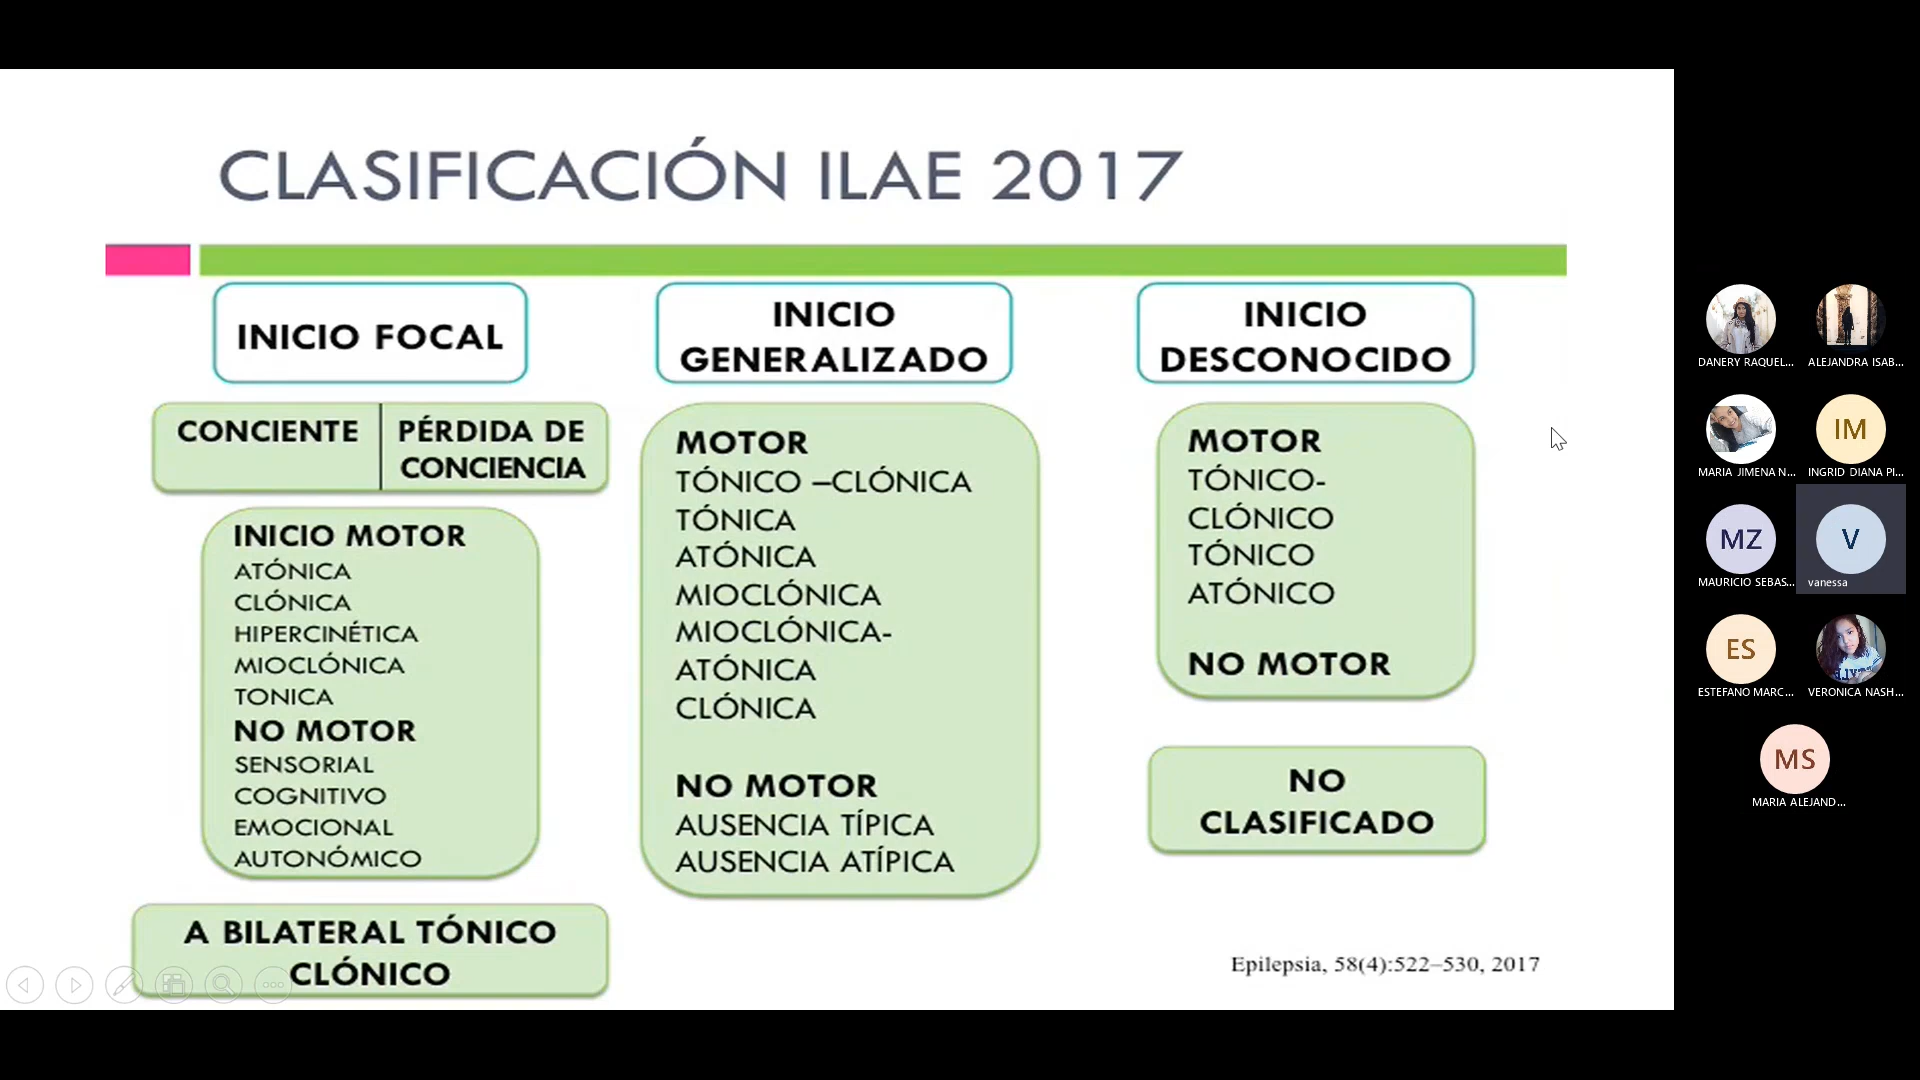 CLASIFICACIÓN ILAE 2017
INICIO FOCAL
CONCIENTE
PÉRDIDA DE
CONCIENCIA
INICIO MOTOR
ATÓNICA
CLÓNICA
HIPERCINÉTICA
MIOCLÓNICA
TONICA
NO MOTOR
SENSORIAL
COGNITIVO
EMOCIONAL
AUTONÓMICO
A BILATERAL TÓNICO
CLÓNICO
INICIO
GENERALIZADO
MOTOR
TÓNICO –CLÓNICA
TÓNICA
ATÓNICA
MIOCLÓNICA
MIOCLÓNICA-
ATÓNICA
CLÓNICA
NO MOTOR
AUSENCIA TÍPICA
AUSENCIA ATÍPICA
INICIO
DESCONOCIDO
MOTOR
TÓNICO-
CLÓNICO
TÓNICO
ATÓNICO
NO MOTOR
NO
CLASIFICADO
Epilepsia, 58(4):522–530, 2017
DANERY RAQUEL...
ALEJANDRA ISAB...
MARIA JIMENA N...
IM
INGRID DIANA PI...
MZ
MAURICIO SEBAS...
V
vanessa
ES
ESTEFANO MARC...
VERONICA NASH...
MS
MARIA ALEJAND...